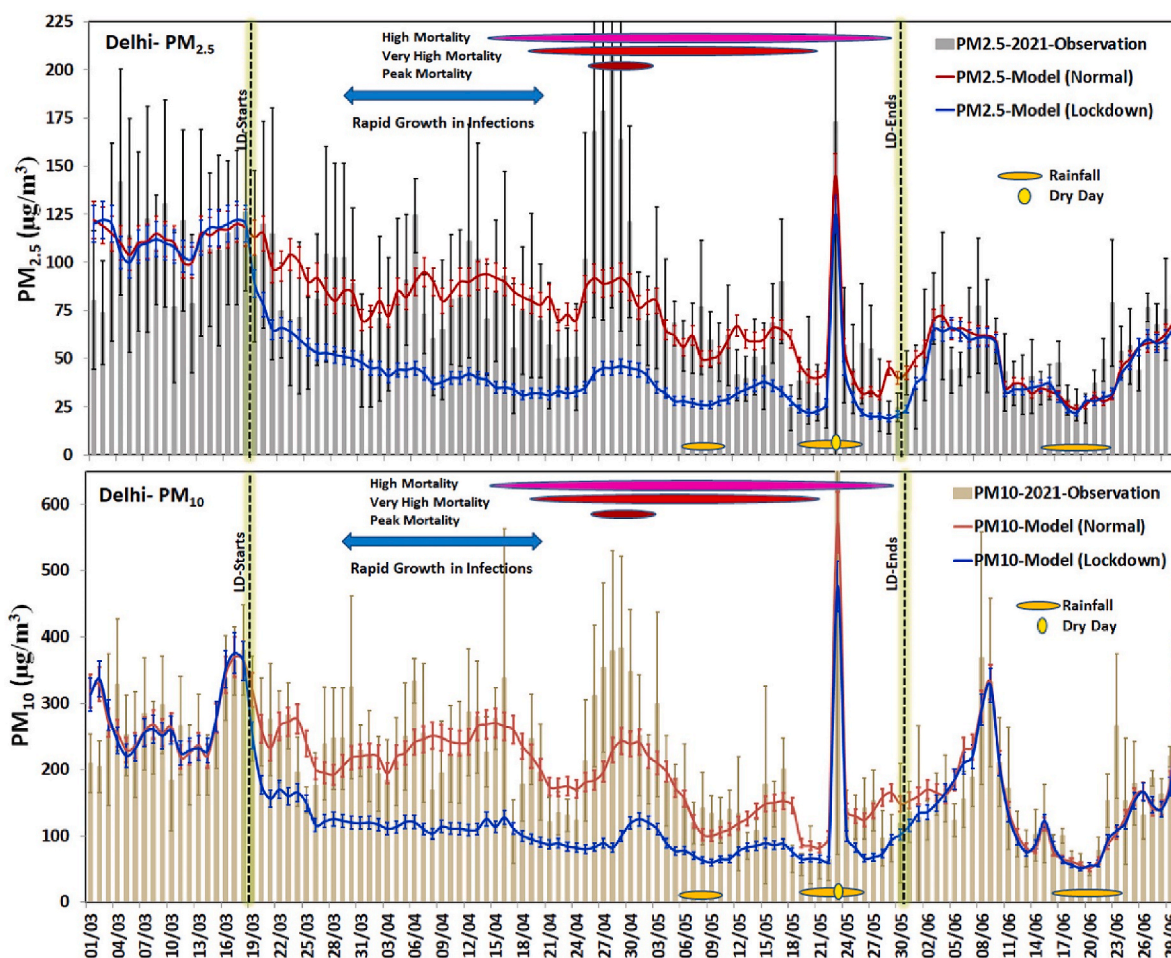 Delhi- PM2.5
225
200
175
150
125
100
75
50
25
0
PM2.5 (µg/m3)
LD-Starts
High Mortality
Very High Mortality
Peak Mortality
Rapid Growth in Infections
LD-Ends
PM2.5-2021-Observation
PM2.5-Model (Normal)
PM2.5-Model (Lockdown)
Rainfall
Dry Day
Delhi- PM10
600
500
400
300
200
100
0
PM10 (µg/m3)
LD-Starts
High Mortality
Very High Mortality
Peak Mortality
Rapid Growth in Infections
LD-Ends
PM10-2021-Observation
PM10-Model (Normal)
PM10-Model (Lockdown)
Rainfall
Dry Day
01/03
04/03
07/03
10/03
13/03
16/03
19/03
22/03
25/03
28/03
31/03
03/04
06/04
09/04
12/04
15/04
18/04
21/04
24/04
27/04
30/04
03/05
06/05
09/05
12/05
15/05
18/05
21/05
24/05
27/05
30/05
02/06
05/06
08/06
11/06
14/06
17/06
20/06
23/06
26/06